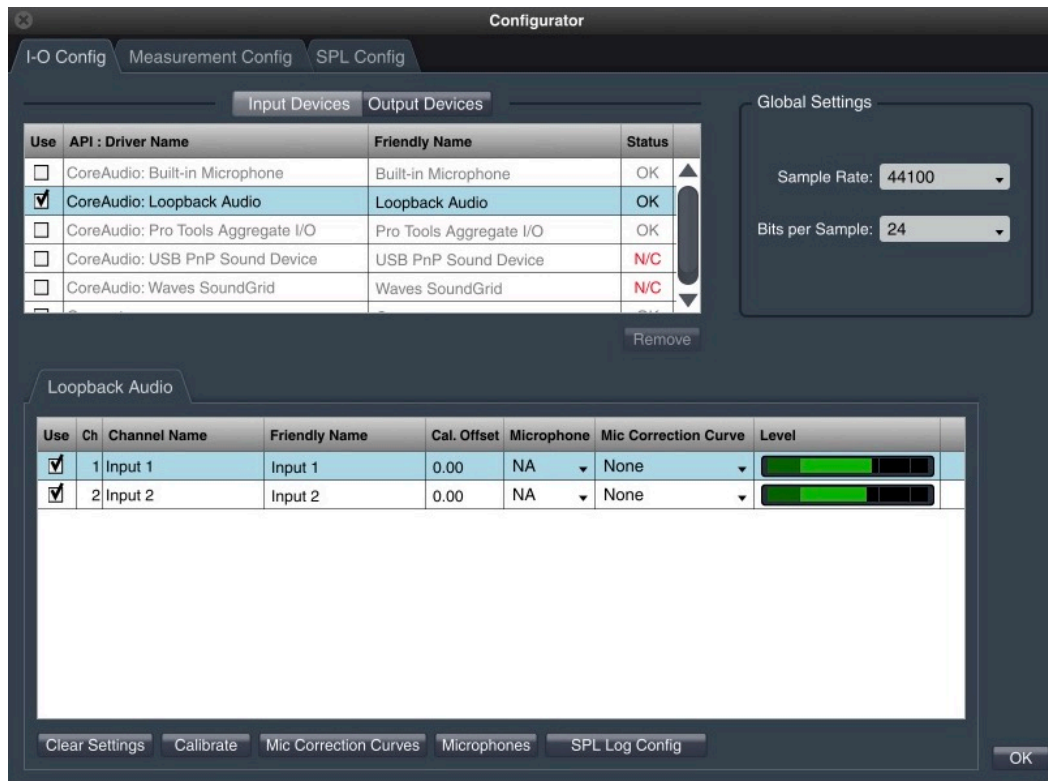 Configurator
I-O Config Measurement Config SPL Config
Input Devices Output Devices
Global Settings
Use API : Driver Name Friendly Name Status
CoreAudio: Built-in Microphone Built-in Microphone OK
Sample Rate: 44100
CoreAudio: Loopback Audio Loopback Audio OK
CoreAudio: Pro Tools Aggregate I/O Pro Tools Aggregate I/O OK
Bits per Sample: 24
CoreAudio: USB PnP Sound Device USB PnP Sound Device N/C
CoreAudio: Waves SoundGrid Waves SoundGrid N/C
Remove
Loopback Audio
Use Ch Channel Name Friendly Name Cal. Offset Microphone Mic Correction Curve Level
1 Input 1 Input 1 0.00 NA None
2 Input 2 Input 2 0.00 NA None
Clear Settings Calibrate Mic Correction Curves Microphones SPL Log Config
OK